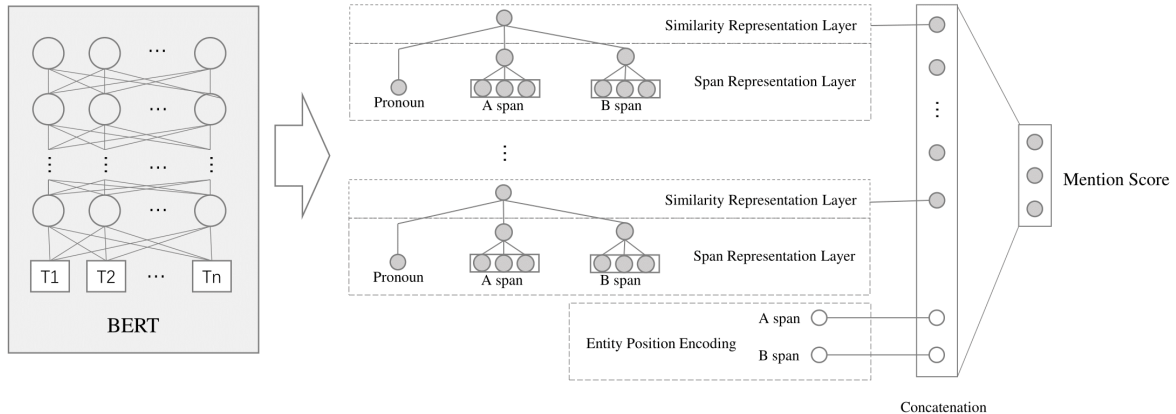 T1 T2 ... Tn
BERT
Similarity Representation Layer
Span Representation Layer
Pronoun A span B span
Similarity Representation Layer
Span Representation Layer
Pronoun A span B span
Entity Position Encoding
A span
B span
Concatenation
Mention Score